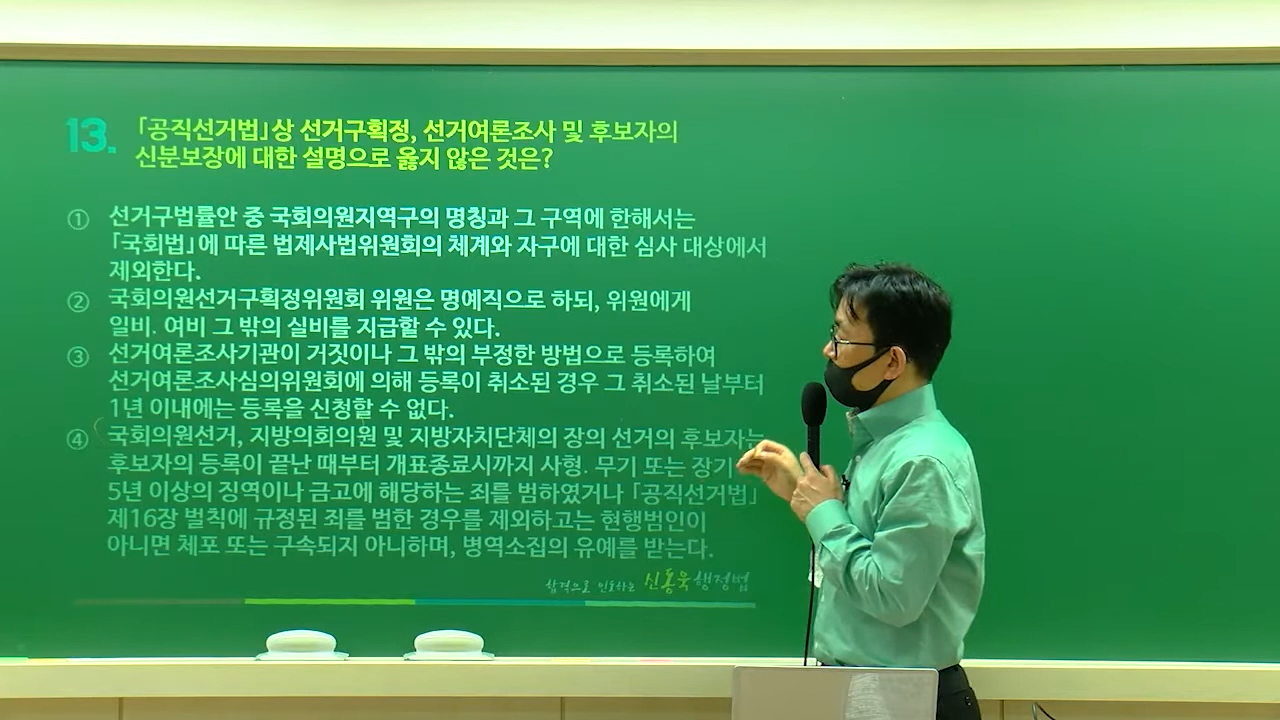 13. 「공직선거법」상 선거구획정, 선거여론조사 및 후보자의
신분보장에 대한 설명으로 옳지 않은 것은?
① 선거구법률안 중 국회의원지역구의 명칭과 그 구역에 한해서는
「국회법」에 따른 법제사법위원회의 체계와 자구에 대한 심사 대상에서
제외한다.
② 국회의원선거구획정위원회 위원은 명예직으로 하되, 위원에게
일비. 여비 그 밖의 실비를 지급할 수 있다.
③ 선거여론조사기관이 거짓이나 그 밖의 부정한 방법으로 등록하여
선거여론조사심의위원회에 의해 등록이 취소된 경우 그 취소된 날부터
1년 이내에는 등록을 신청할 수 없다.
④ 국회의원선거, 지방의회의원 및 지방자치단체의 장의 선거의 후보자는
후보자의 등록이 끝난 때부터 개표종료시까지 사형. 무기 또는 장기
5년 이상의 징역이나 금고에 해당하는 죄를 범하였거나 「공직선거법」
제16장 벌칙에 규정된 죄를 범한 경우를 제외하고는 현행범인이
아니면 체포 또는 구속되지 아니하며, 병역소집의 유예를 받는다.
합격으로 인도하는 신동욱 행정법